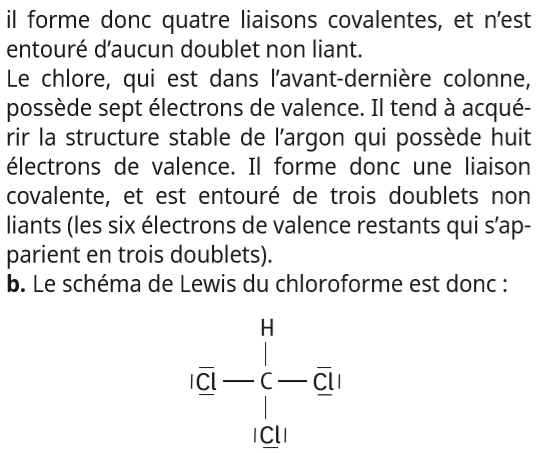 il forme donc quatre liaisons covalentes, et n’est
entouré d’aucun doublet non liant.
Le chlore, qui est dans l’avant-dernière colonne,
possède sept électrons de valence. Il tend à acqué-
rir la structure stable de l’argon qui possède huit
électrons de valence. Il forme donc une liaison
covalente, et est entouré de trois doublets non
liants (les six électrons de valence restants qui s’ap-
parient en trois doublets).
b. Le schéma de Lewis du chloroforme est donc :
H
Cl C Cl
Cl